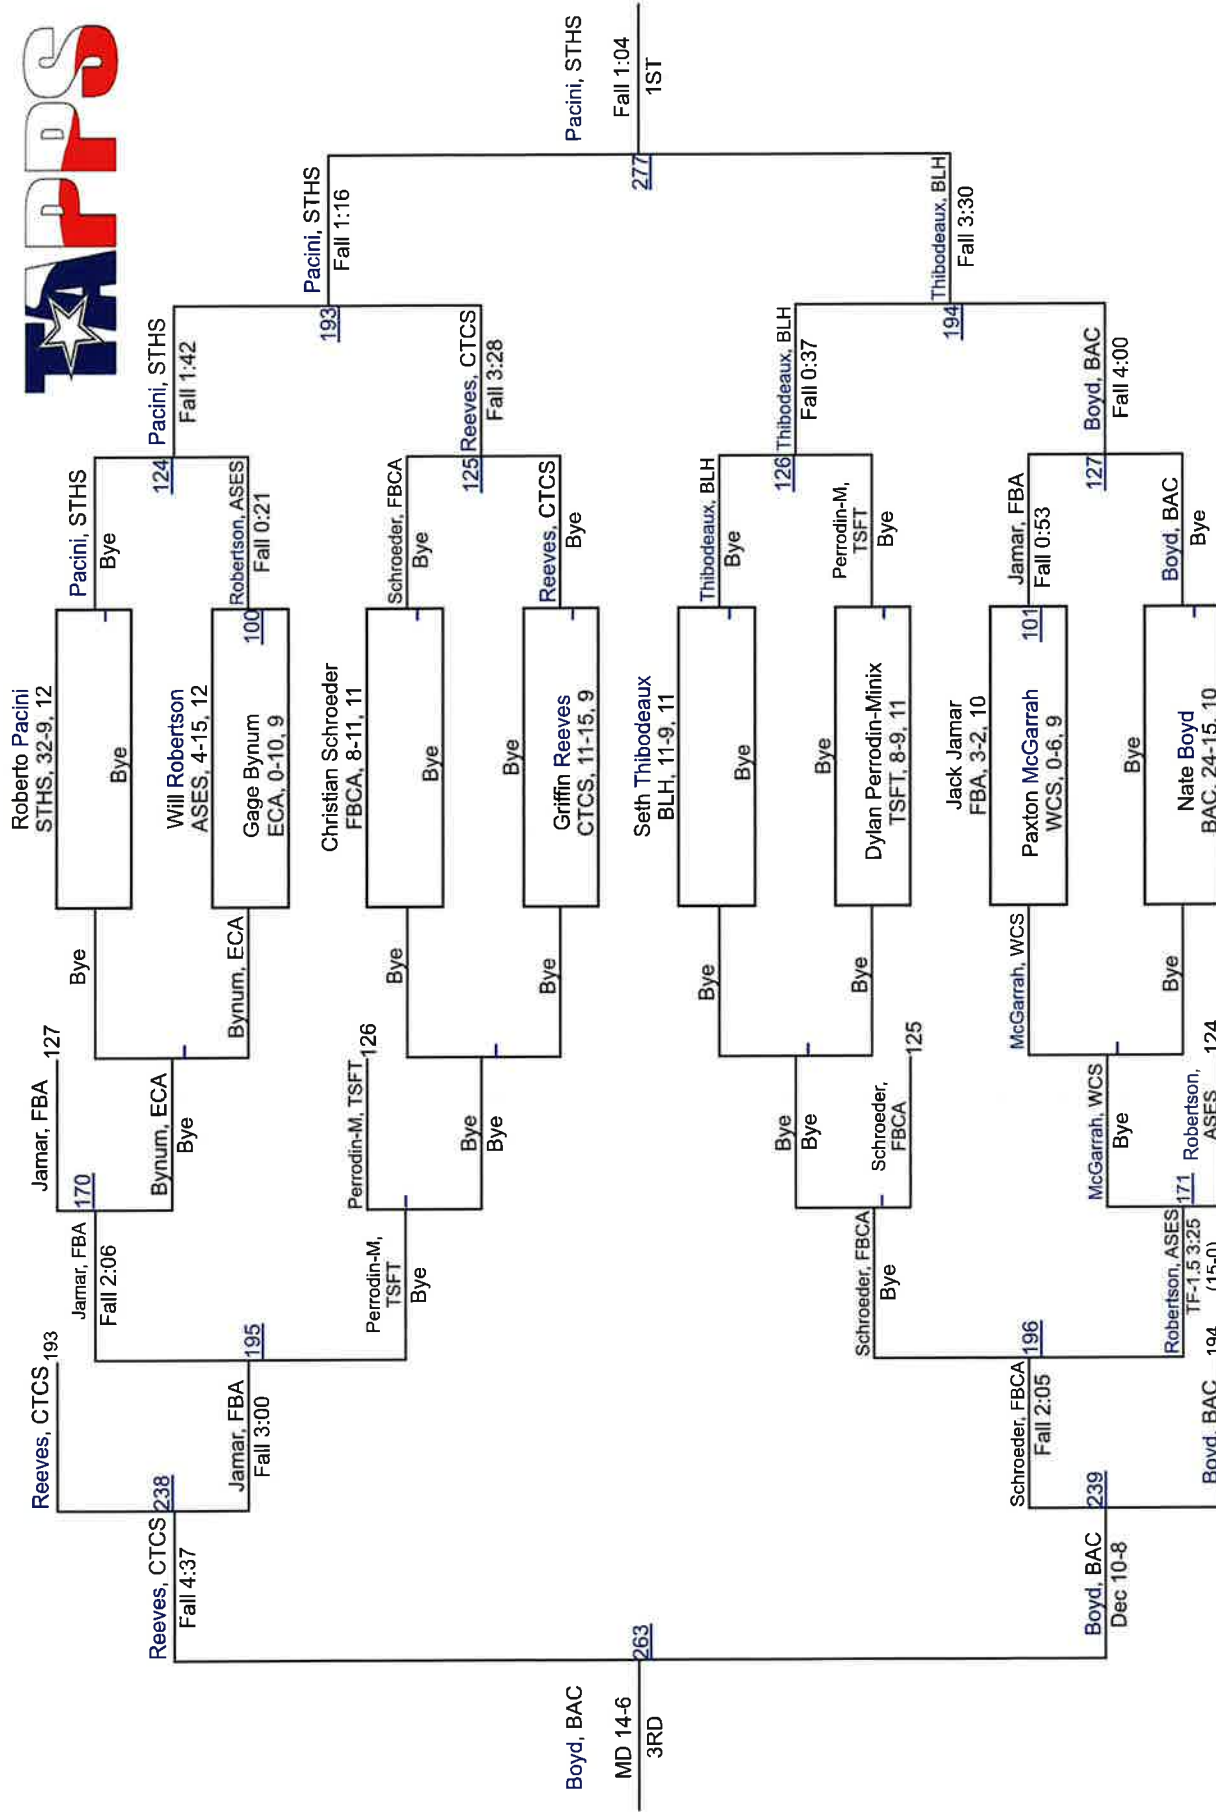 TAPPS
Roberto Pacini
STHS, 32-9, 12
Bye
Pacini, STHS
Bye
Will Robertson
ASES, 4-15, 12
Gage Bynum
ECA, 0-10, 9
100
Robertson, ASES
Fall 0:21
124
Pacini, STHS
Fall 1:42
Christian Schroeder
FBCA, 8-11, 11
Bye
Schroeder, FBCA
Bye
Bye
Griffin Reeves
CTCS, 11-15, 9
Reeves, CTCS
Bye
125
Reeves, CTCS
Fall 3:28
193
Pacini, STHS
Fall 1:16
Seth Thibodeaux
BLH, 11-9, 11
Bye
Thibodeaux, BLH
Bye
Bye
Dylan Perrodin-Minix
TSFT, 8-9, 11
Perrodin-M,
TSFT
Bye
126
Thibodeaux, BLH
Fall 0:37
Jack Jamar
FBA, 3-2, 10
Paxton McGarrah
WCS, 0-6, 9
101
Jamar, FBA
Fall 0:53
Bye
Nate Boyd
BAC, 24-15, 10
Boyd, BAC
Bye
127
Boyd, BAC
Fall 4:00
194
Thibodeaux, BLH
Fall 3:30
277
Pacini, STHS
Fall 1:04
1ST
Bye
Bynum, ECA
Bynum, ECA
Bye
Jamar, FBA
127
170
Jamar, FBA
Fall 2:06
Bye
Bye
Bye
Bye
Perrodin-M, TSFT
126
Perrodin-M,
TSFT
Bye
195
Jamar, FBA
Fall 3:00
Reeves, CTCS
193
238
Reeves, CTCS
Fall 4:37
Bye
Bye
Bye
Bye
Schroeder,
FBCA
125
Schroeder, FBCA
Bye
McGarrah, WCS
Bye
McGarrah, WCS
Bye
171
Robertson,
ASES
124
Robertson, ASES
TF-1.5 3:25
(15-0)
196
Schroeder, FBCA
Fall 2:05
Boyd, BAC
194
239
Boyd, BAC
Dec 10-8
263
Boyd, BAC
MD 14-6
3RD